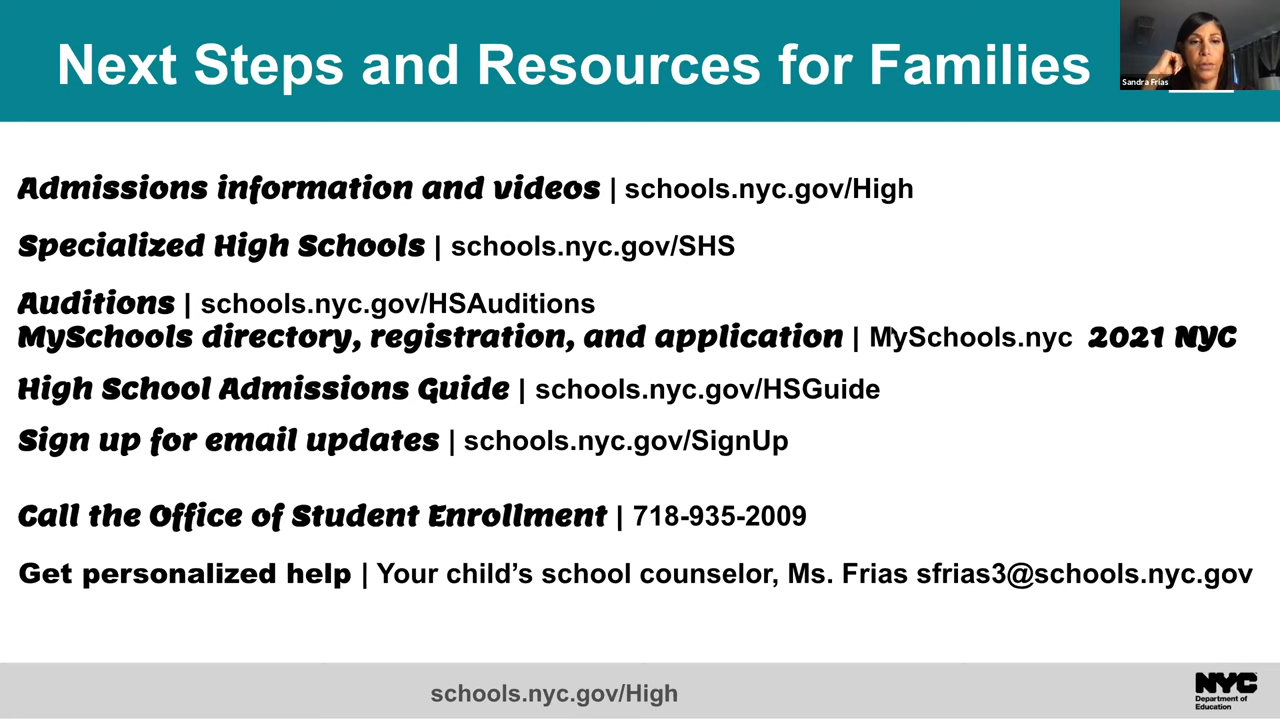 Next Steps and Resources for Families
Sandra Frias
Admissions information and videos | schools.nyc.gov/High
Specialized High Schools | schools.nyc.gov/SHS
Auditions | schools.nyc.gov/HSAuditions
MySchools directory, registration, and application | MySchools.nyc 2021 NYC
High School Admissions Guide | schools.nyc.gov/HSGuide
Sign up for email updates | schools.nyc.gov/SignUp
Call the Office of Student Enrollment | 718-935-2009
Get personalized help | Your child's school counselor, Ms. Frias sfrias3@schools.nyc.gov
schools.nyc.gov/High
NYC
Department of
Education